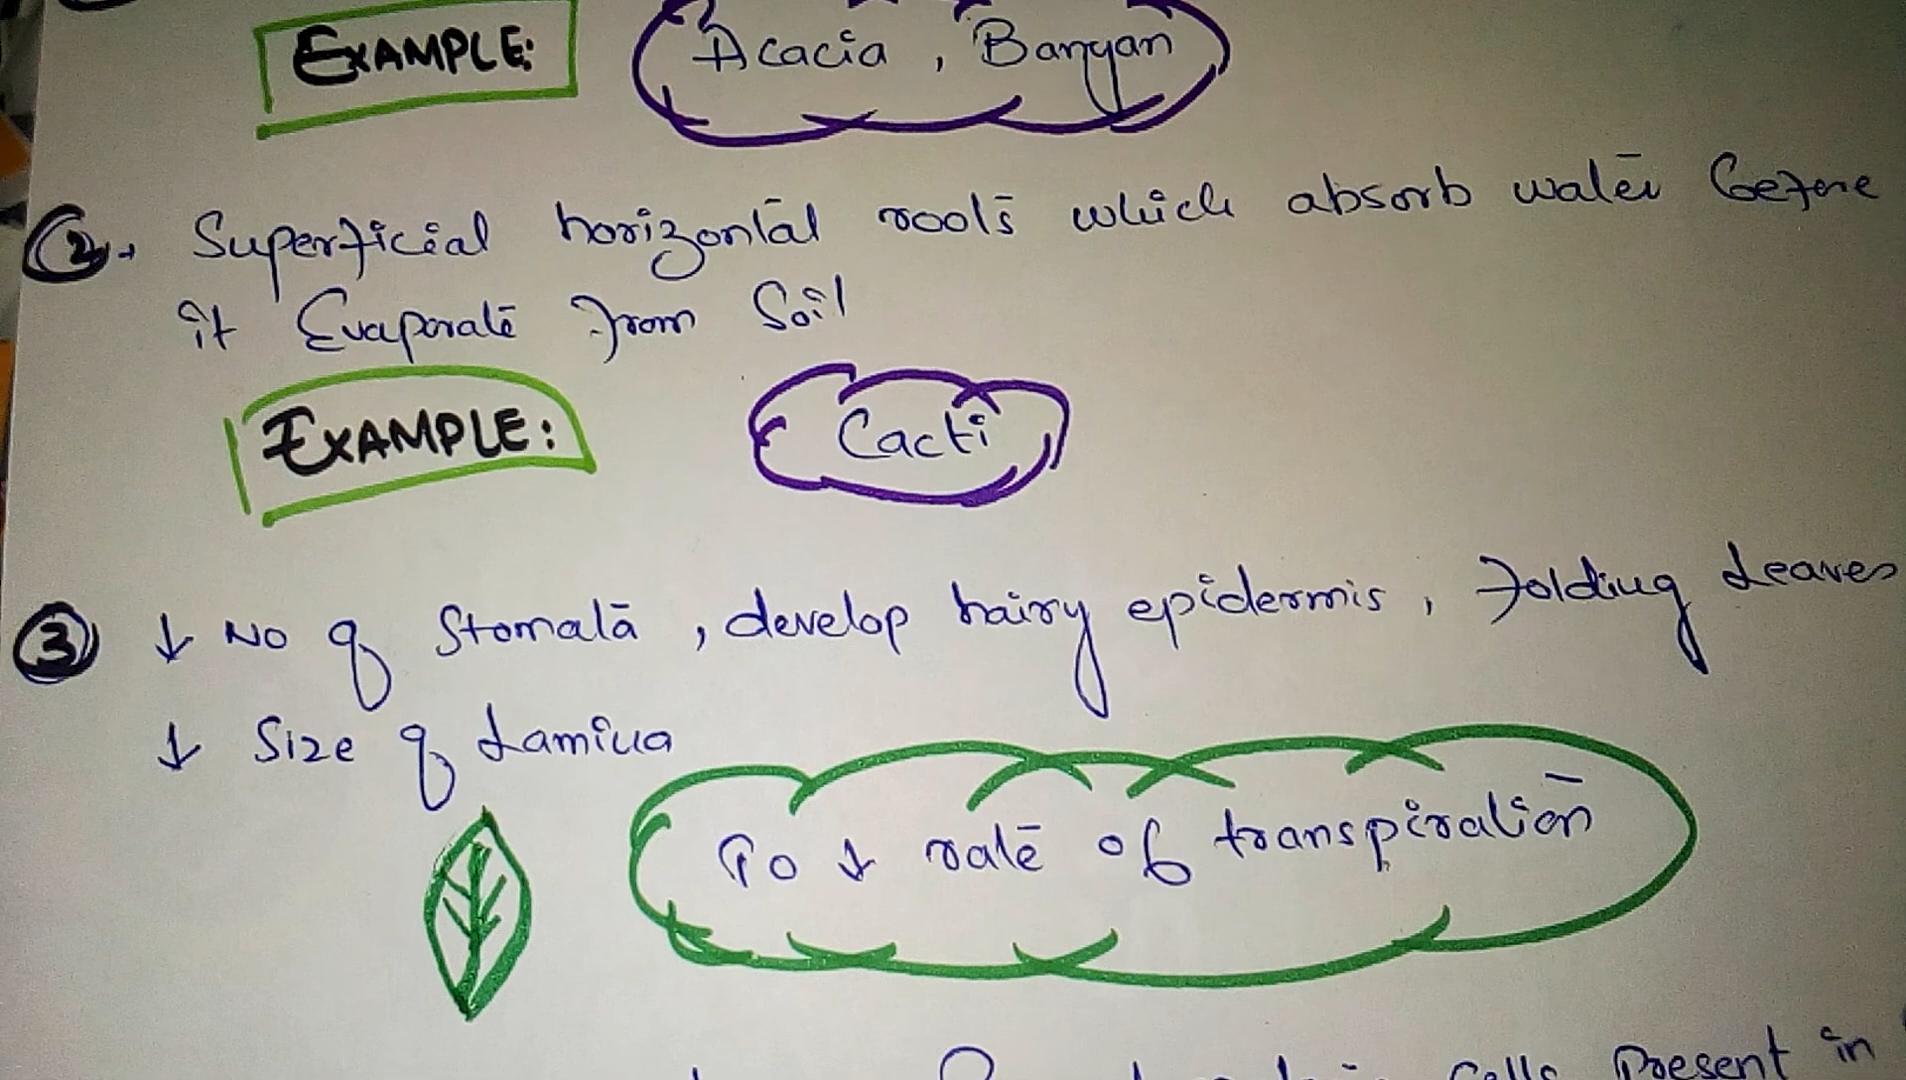 EXAMPLE: Acacia, Banyan
2. Superficial horizontal roots which absorb water before
it Evaporate from Soil
EXAMPLE: Cacti
3 ↓ No of Stomata, develop hairy epidermis, folding Leaves
↓ Size of Lamina
To ↓ rate of transpiration
Cells Present in